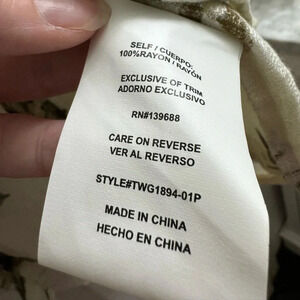 SELF / CUERPO:
100%RAYON / RAYÓN
EXCLUSIVE OF TRIM
ADORNO EXCLUSIVO
RN#139688
CARE ON REVERSE
VER AL REVERSO
STYLE#TWG1894-01P
MADE IN CHINA
HECHO EN CHINA